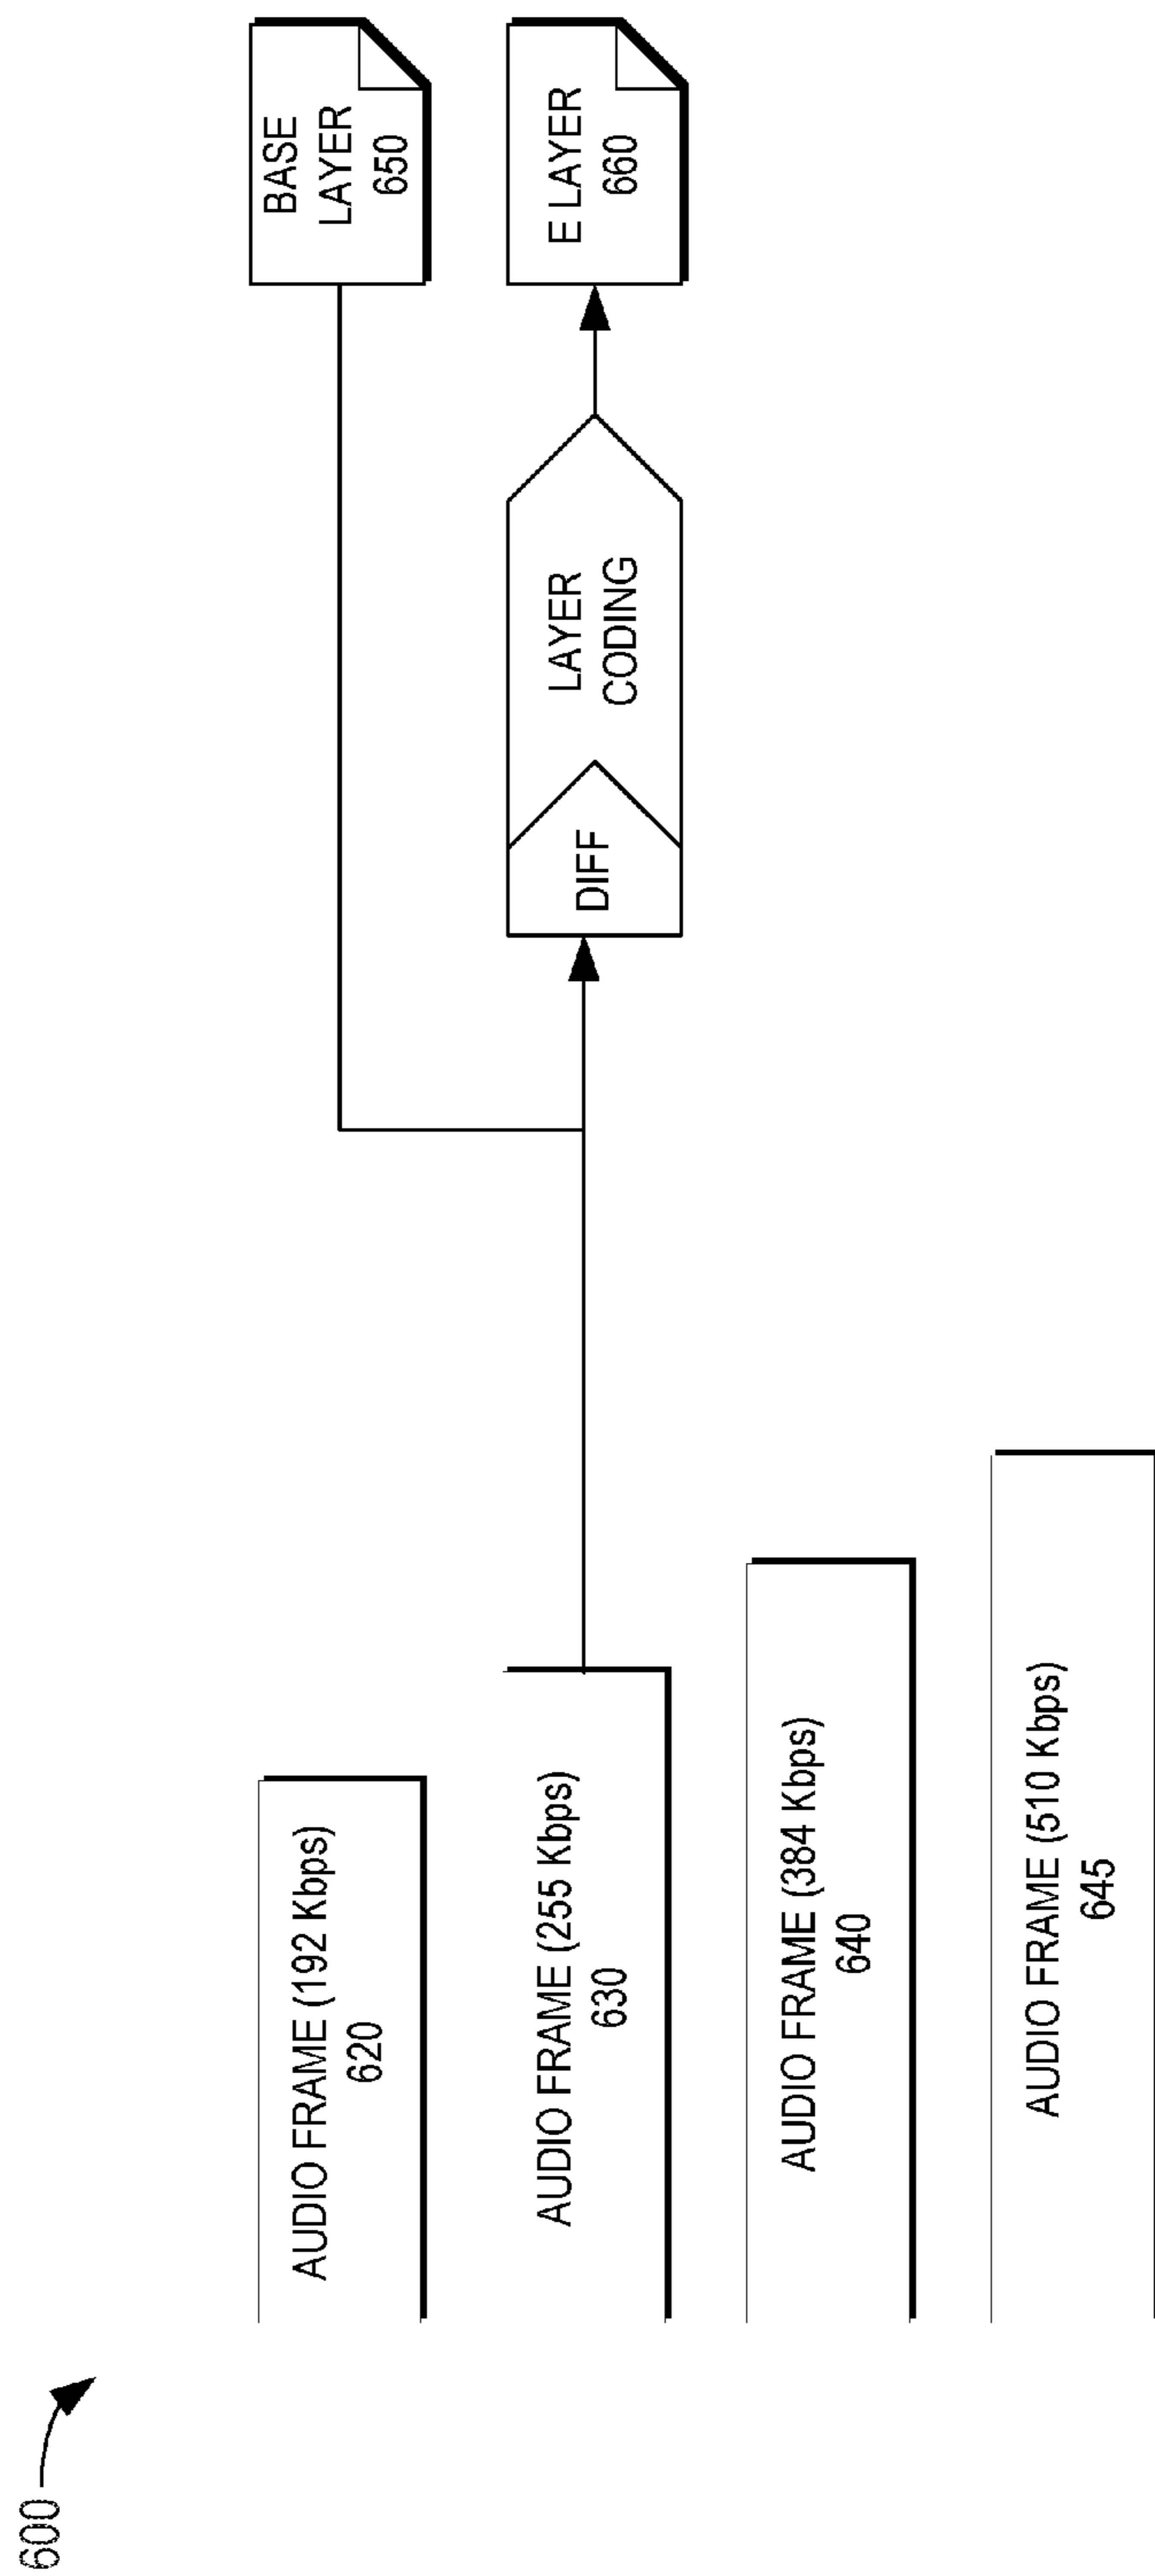 600
AUDIO FRAME (192 Kbps)
620
BASE
LAYER
650
AUDIO FRAME (255 Kbps)
630
DIFF
LAYER
CODING
E LAYER
660
AUDIO FRAME (384 Kbps)
640
AUDIO FRAME (510 Kbps)
645